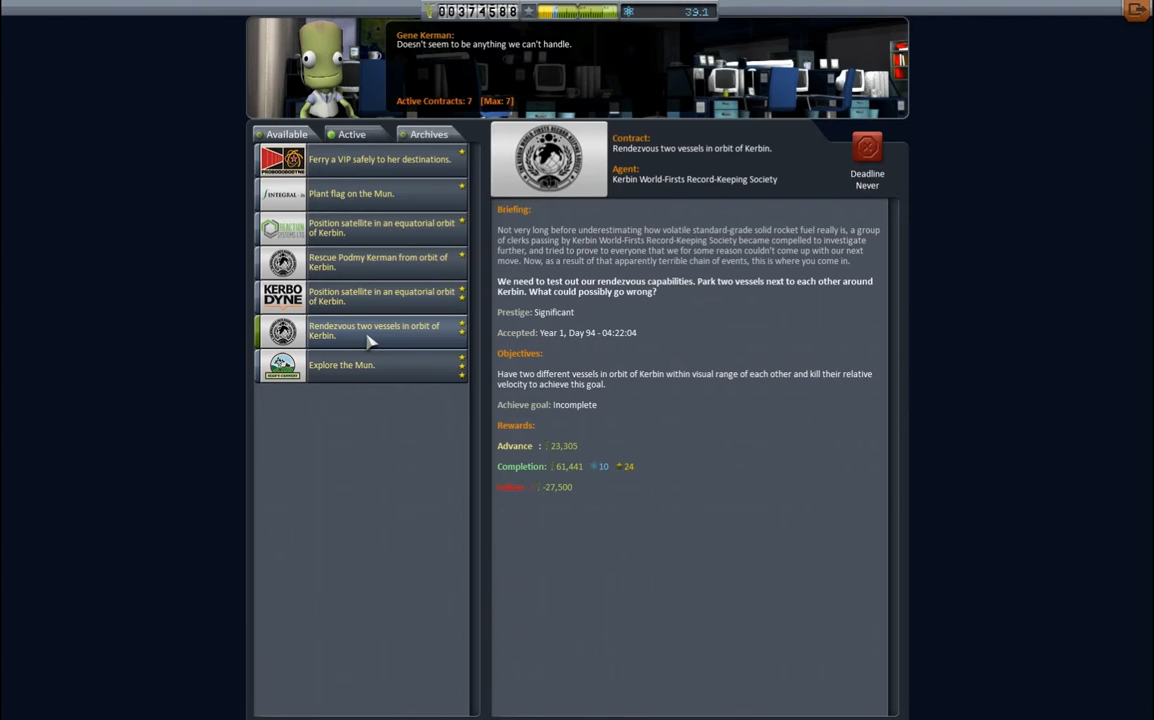 00374588
39.1
Gene Kerman:
Doesn't seem to be anything we can't handle.
Active Contracts: 7 [Max: 7]
Available
Active
Archives
Ferry a VIP safely to her destinations.
Plant flag on the Mun.
Position satellite in an equatorial orbit
of Kerbin.
Rescue Podmy Kerman from orbit of
Kerbin.
KERBO
DYNE
Position satellite in an equatorial orbit
of Kerbin.
Rendezvous two vessels in orbit of
Kerbin.
Explore the Mun.
Contract:
Rendezvous two vessels in orbit of Kerbin.
Agent:
Kerbin World-Firsts Record-Keeping Society
Deadline
Never
Briefing:
Not very long before underestimating how volatile standard-grade solid rocket fuel really is, a group
of clerks passing by Kerbin World-Firsts Record-Keeping Society became compelled to investigate
further, and tried to prove to everyone that we for some reason couldn't come up with our next
move. Now, as a result of that apparently terrible chain of events, this is where you come in.
We need to test out our rendezvous capabilities. Park two vessels next to each other around
Kerbin. What could possibly go wrong?
Prestige: Significant
Accepted: Year 1, Day 94 - 04:22:04
Objectives:
Have two different vessels in orbit of Kerbin within visual range of each other and kill their relative
velocity to achieve this goal.
Achieve goal: Incomplete
Rewards:
Advance : 23,305
Completion: 61,441 10 24
-27,500